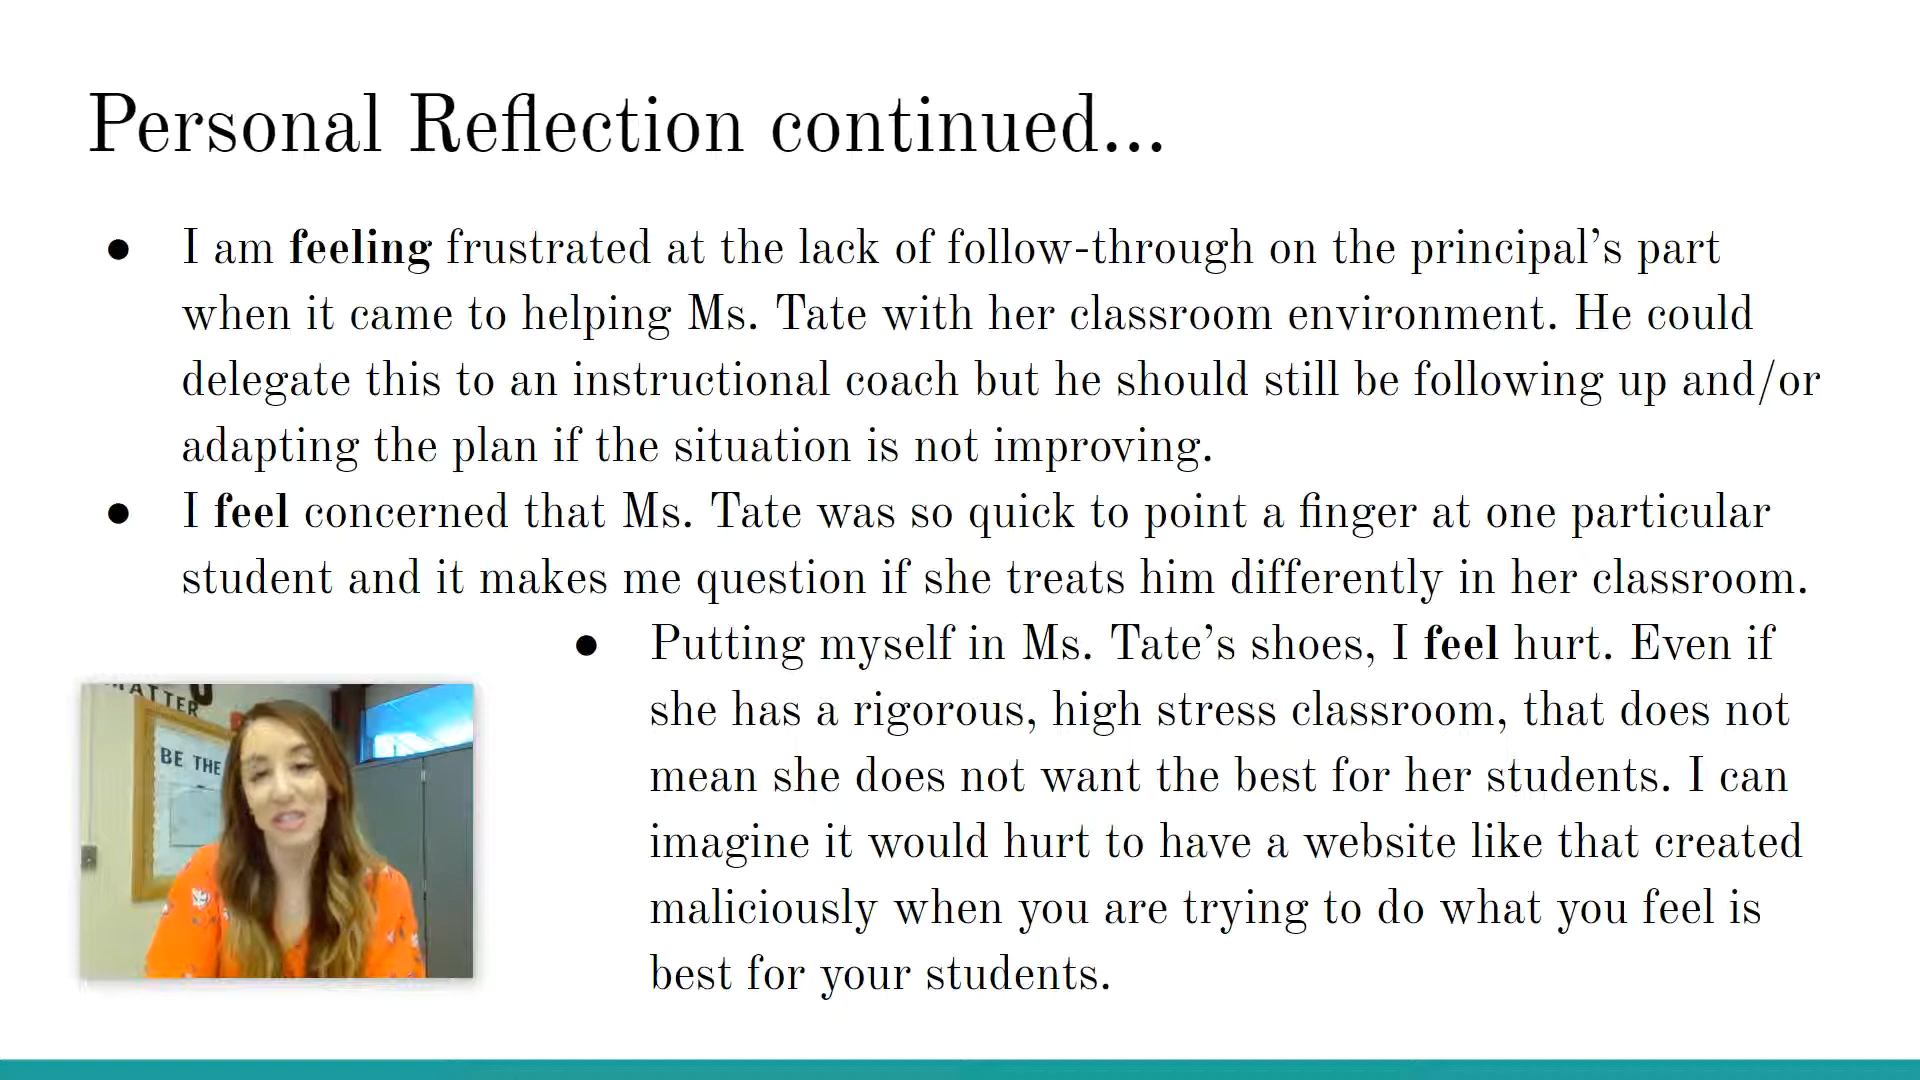 Personal Reflection continued...
● I am feeling frustrated at the lack of follow-through on the principal’s part
when it came to helping Ms. Tate with her classroom environment. He could
delegate this to an instructional coach but he should still be following up and/or
adapting the plan if the situation is not improving.
● I feel concerned that Ms. Tate was so quick to point a finger at one particular
student and it makes me question if she treats him differently in her classroom.
● Putting myself in Ms. Tate’s shoes, I feel hurt. Even if
she has a rigorous, high stress classroom, that does not
mean she does not want the best for her students. I can
imagine it would hurt to have a website like that created
maliciously when you are trying to do what you feel is
best for your students.
MATTER
BE THE